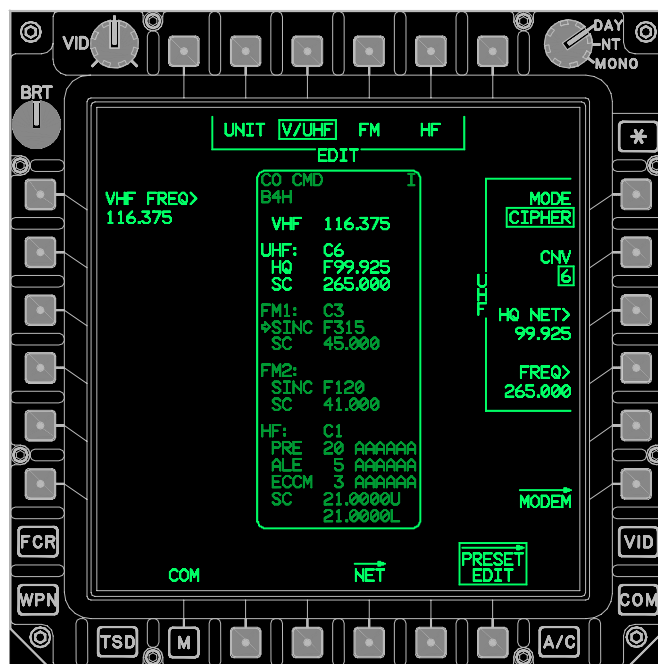 VID
DAY
NT
MONO
BRT
UNIT V/UHF FM HF
EDIT
*
VHF FREQ>
116.375
CO CMD I
B4H
VHF 116.375
UHF: C6
HQ F99.925
SC 265.000
FM1: C3
SINC F315
SC 45.000
FM2:
SINC F120
SC 41.000
HF: C1
PRE 20 AAAAAA
ALE 5 AAAAAA
ECCM 3 AAAAAA
SC 21.0000U
21.0000L
UHF
MODE
CIPHER
CNV
6
HQ NET>
99.925
FREQ>
265.000
MODEM
FCR
VID
COM
NET
PRESET
EDIT
WPN
COM
TSD
M
A/C